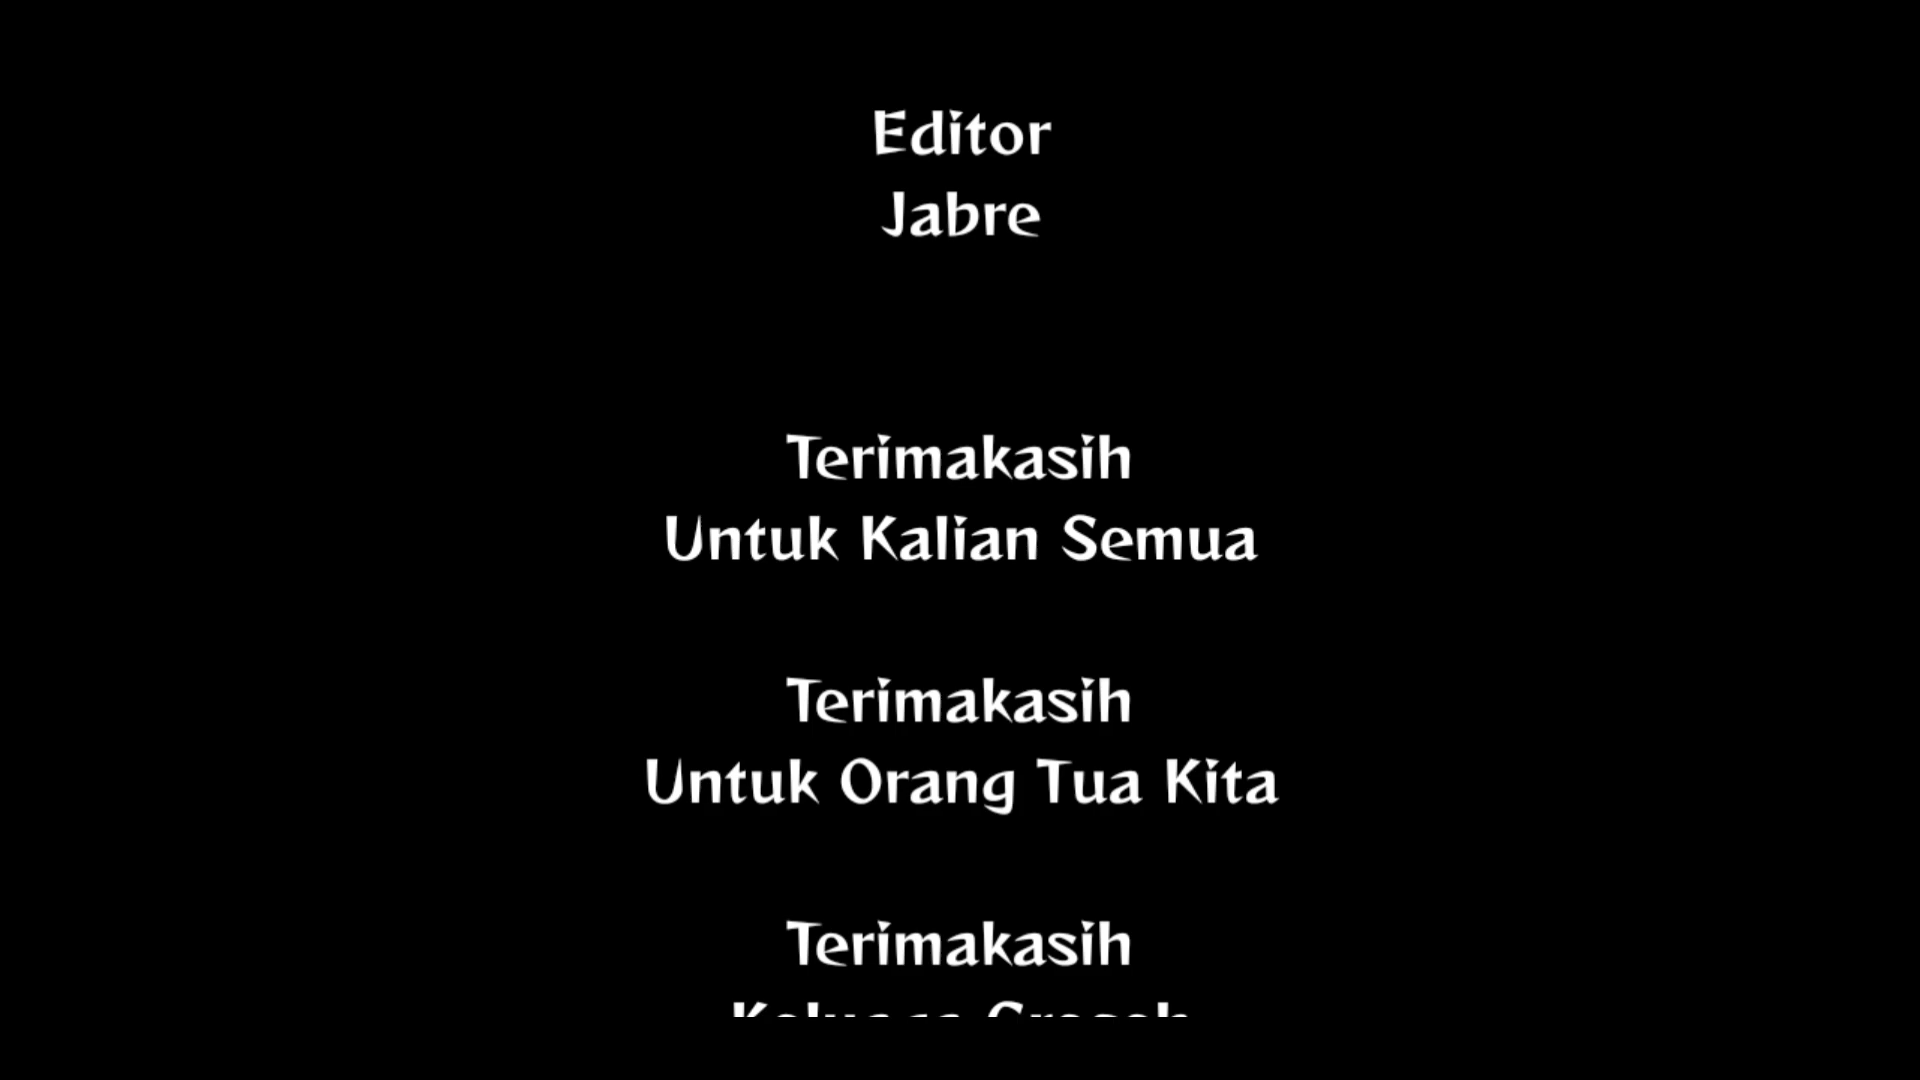 Editor
Jabre
Terimakasih
Untuk Kalian Semua
Terimakasih
Untuk Orang Tua Kita
Terimakasih